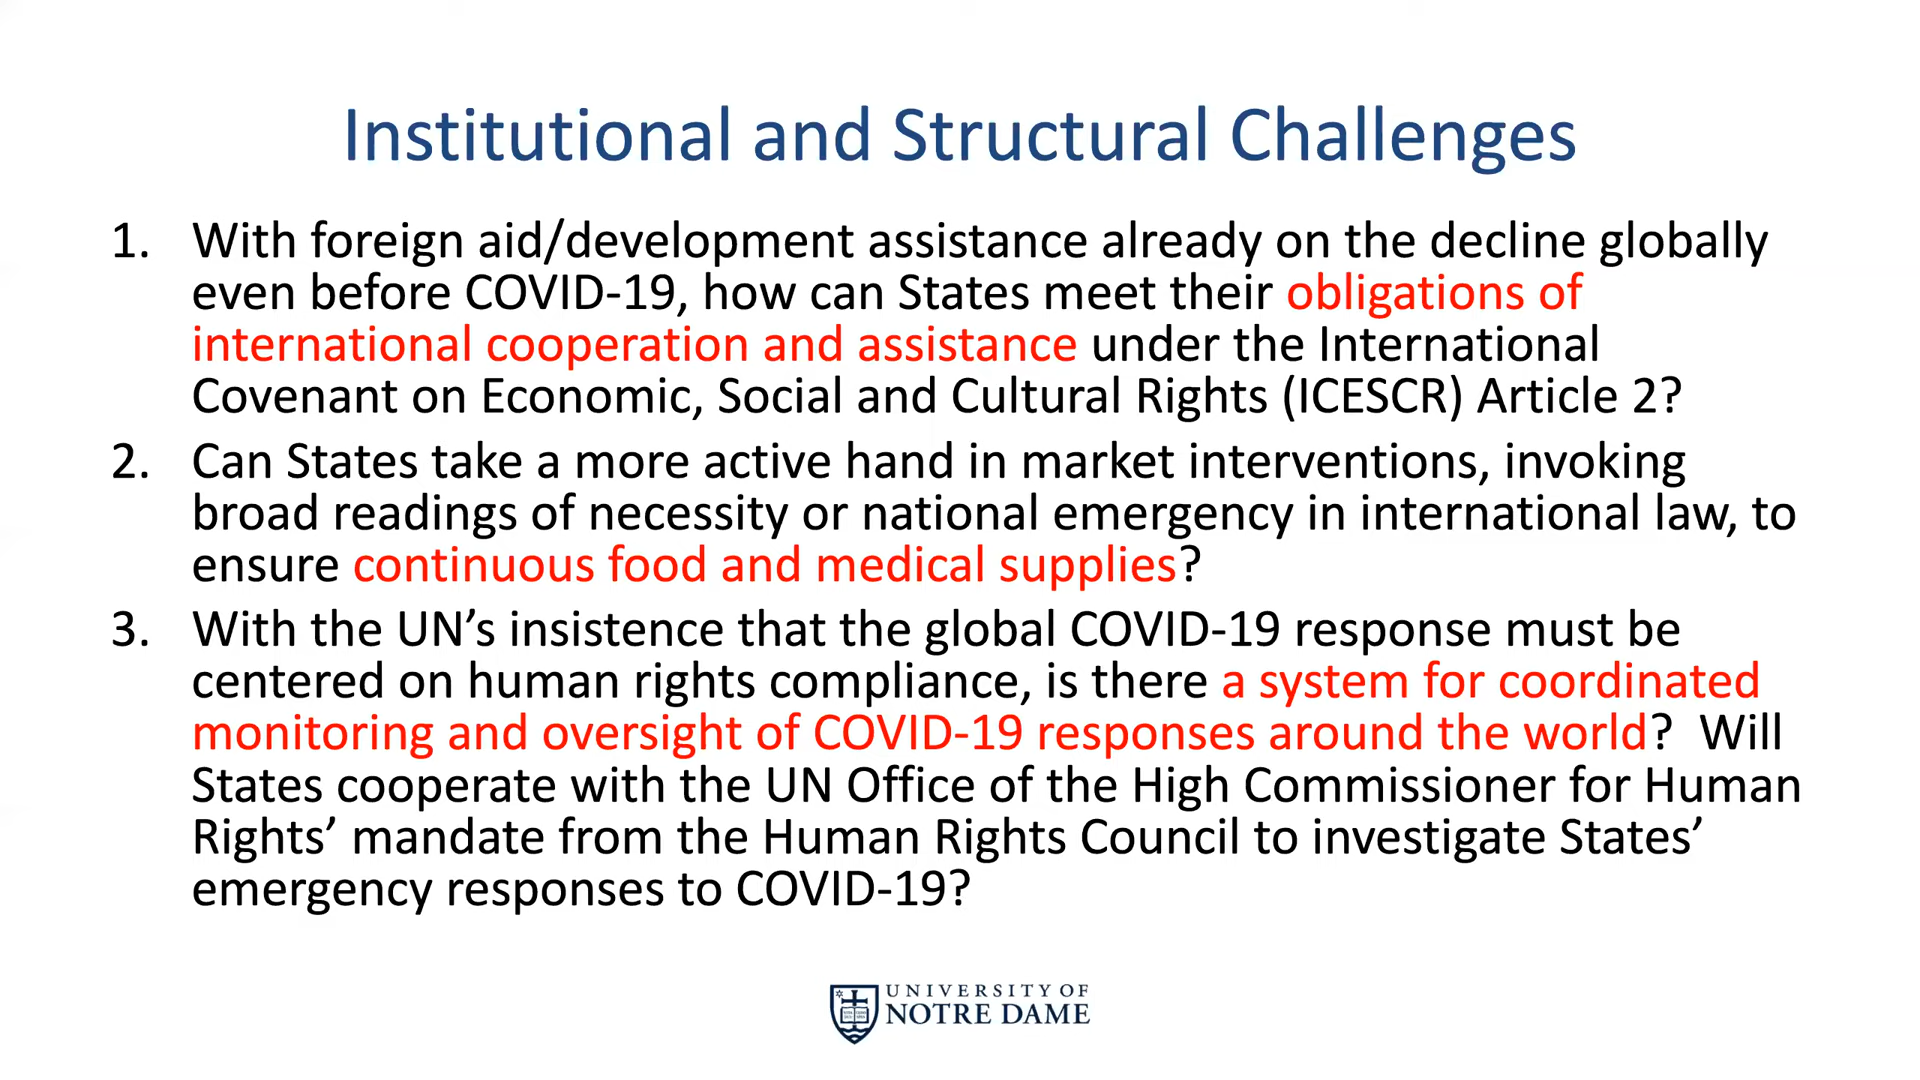 Institutional and Structural Challenges
1. With foreign aid/development assistance already on the decline globally
even before COVID-19, how can States meet their obligations of
international cooperation and assistance under the International
Covenant on Economic, Social and Cultural Rights (ICESCR) Article 2?
2. Can States take a more active hand in market interventions, invoking
broad readings of necessity or national emergency in international law, to
ensure continuous food and medical supplies?
3. With the UN’s insistence that the global COVID-19 response must be
centered on human rights compliance, is there a system for coordinated
monitoring and oversight of COVID-19 responses around the world?  Will
States cooperate with the UN Office of the High Commissioner for Human
Rights’ mandate from the Human Rights Council to investigate States’
emergency responses to COVID-19?
UNIVERSITY OF
NOTRE DAME